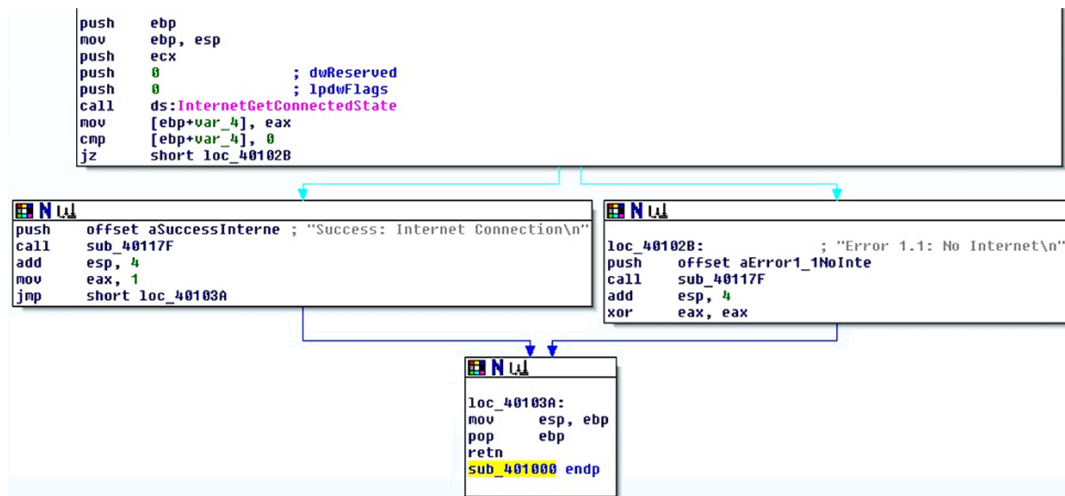 push    ebp
mov     ebp, esp
push    ecx
push    0               ; dwReserved
push    0               ; lpdwFlags
call    ds:InternetGetConnectedState
mov     [ebp+var_4], eax
cmp     [ebp+var_4], 0
jz      short loc_40102B
push    offset aSuccessInterne ; "Success: Internet Connection\n"
call    sub_40117F
add     esp, 4
mov     eax, 1
jmp     short loc_40103A
loc_40102B:             ; "Error 1.1: No Internet\n"
push    offset aError1_1NoInte
call    sub_40117F
add     esp, 4
xor     eax, eax
loc_40103A:
mov     esp, ebp
pop     ebp
retn
sub_401000 endp